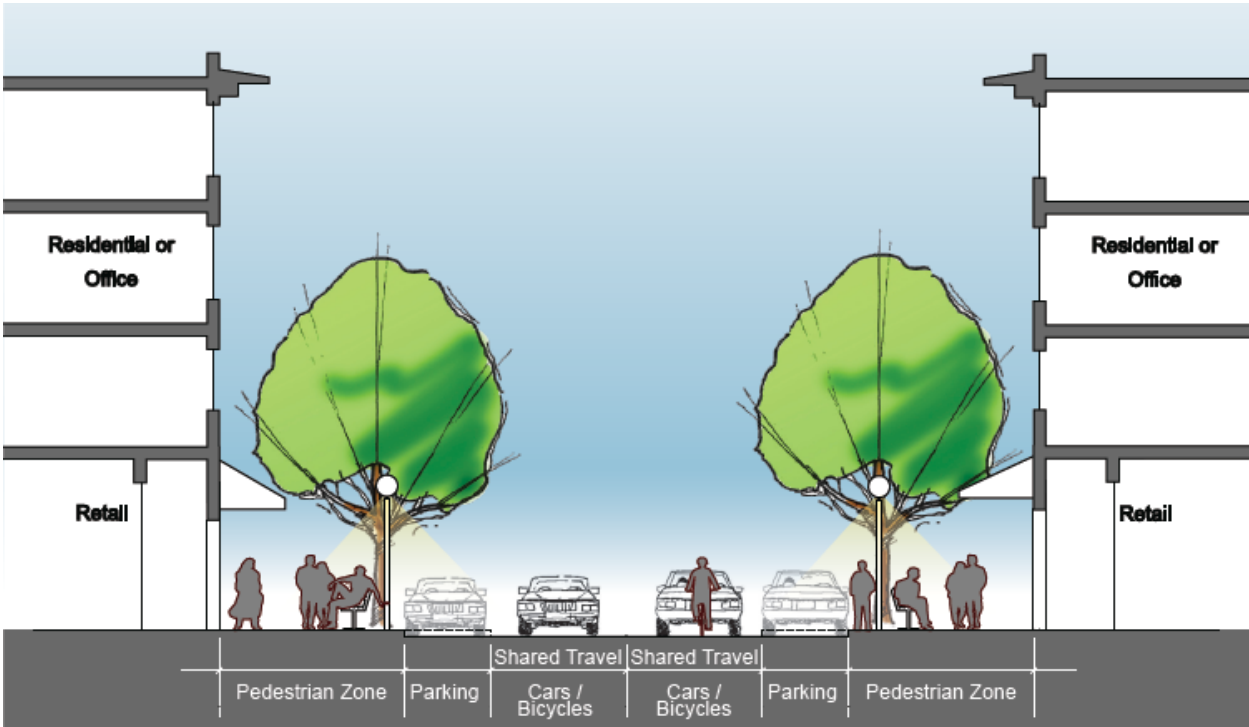 Residential or
Office
Residential or
Office
Retail
Retail
Shared Travel
Shared Travel
Pedestrian Zone
Parking
Cars /
Bicycles
Cars /
Bicycles
Parking
Pedestrian Zone